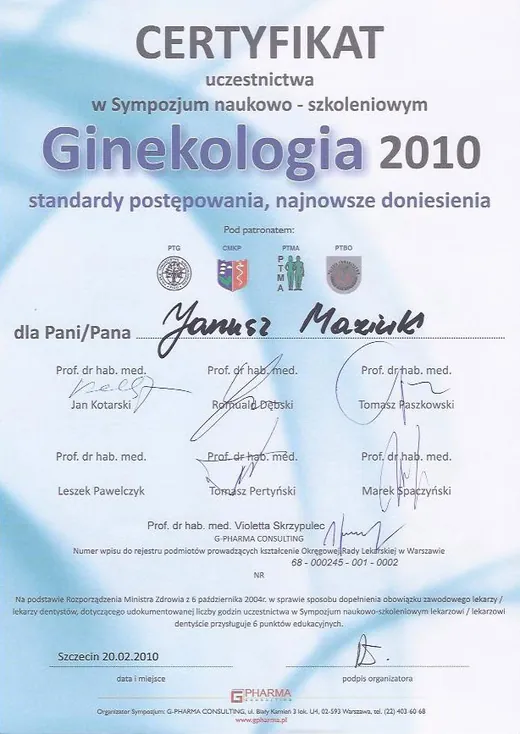 CERTYFIKAT
uczestnictwa
w Sympozjum naukowo - szkoleniowym
Ginekologia 2010
standardy postępowania, najnowsze doniesienia
Pod patronatem:
PTG CMKP PTMA PTBO
PTMA
dla Pani/Pana Janusz
Prof. dr hab. med. Prof. dr hab. med. Prof. dr hab. med.
Jan Kotarski Romuald Dębski Tomasz Paszkowski
Prof. dr hab. med. Prof. dr hab. med. Prof. dr hab. med.
Leszek Pawelczyk Tomasz Pertyński Marek Spaczyński
Prof. dr hab. med. Violetta Skrzypulec
G-PHARMA CONSULTING
Numer wpisu do rejestru podmiotów prowadzących kształcenie Okręgowej Rady Lekarskiej w Warszawie
68 - 000245 - 001 - 0002
NR
Na podstawie Rozporządzenia Ministra Zdrowia z 6 października 2004r. w sprawie sposobu dopełnienia obowiązku zawodowego lekarzy /
lekarzy dentystów, dotyczącego udokumentowanej liczby godzin uczestnictwa w Sympozjum naukowo-szkoleniowym lekarzowi / lekarzowi
dentyście przysługuje 6 punktów edukacyjnych.
Szczecin 20.02.2010
data i miejsce podpis organizatora
G PHARMA
CONSULTING
Organizator Sympozjum: G-PHARMA CONSULTING, ul. Biały Kamień 3 lok. LH, 02-593 Warszawa, tel. (22) 403 60 68
www.gpharma.pl